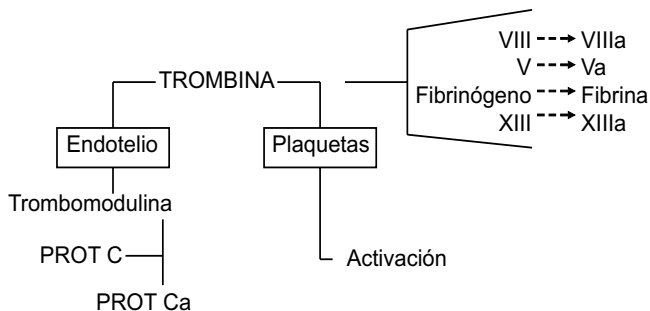 VIII → VIIIa
V → Va
TROMBINA
Fibrinógeno → Fibrina
XIII → XIIIa
Endotelio
Plaquetas
Trombomodulina
PROT C
Activación
PROT Ca